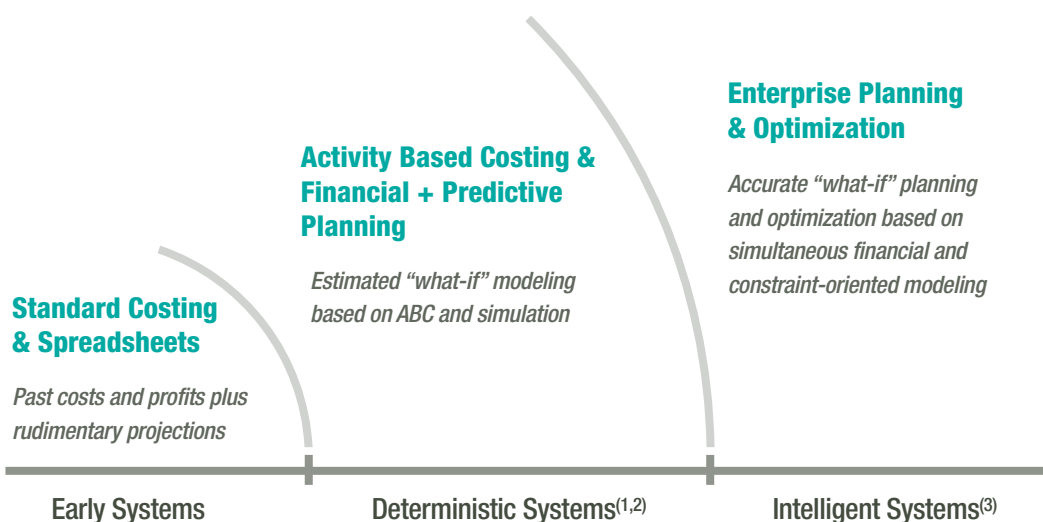 Standard Costing
& Spreadsheets
Past costs and profits plus
rudimentary projections
Activity Based Costing &
Financial + Predictive
Planning
Estimated “what-if” modeling
based on ABC and simulation
Enterprise Planning
& Optimization
Accurate “what-if” planning
and optimization based on
simultaneous financial and
constraint-oriented modeling
Early Systems
Deterministic Systems(1,2)
Intelligent Systems(3)